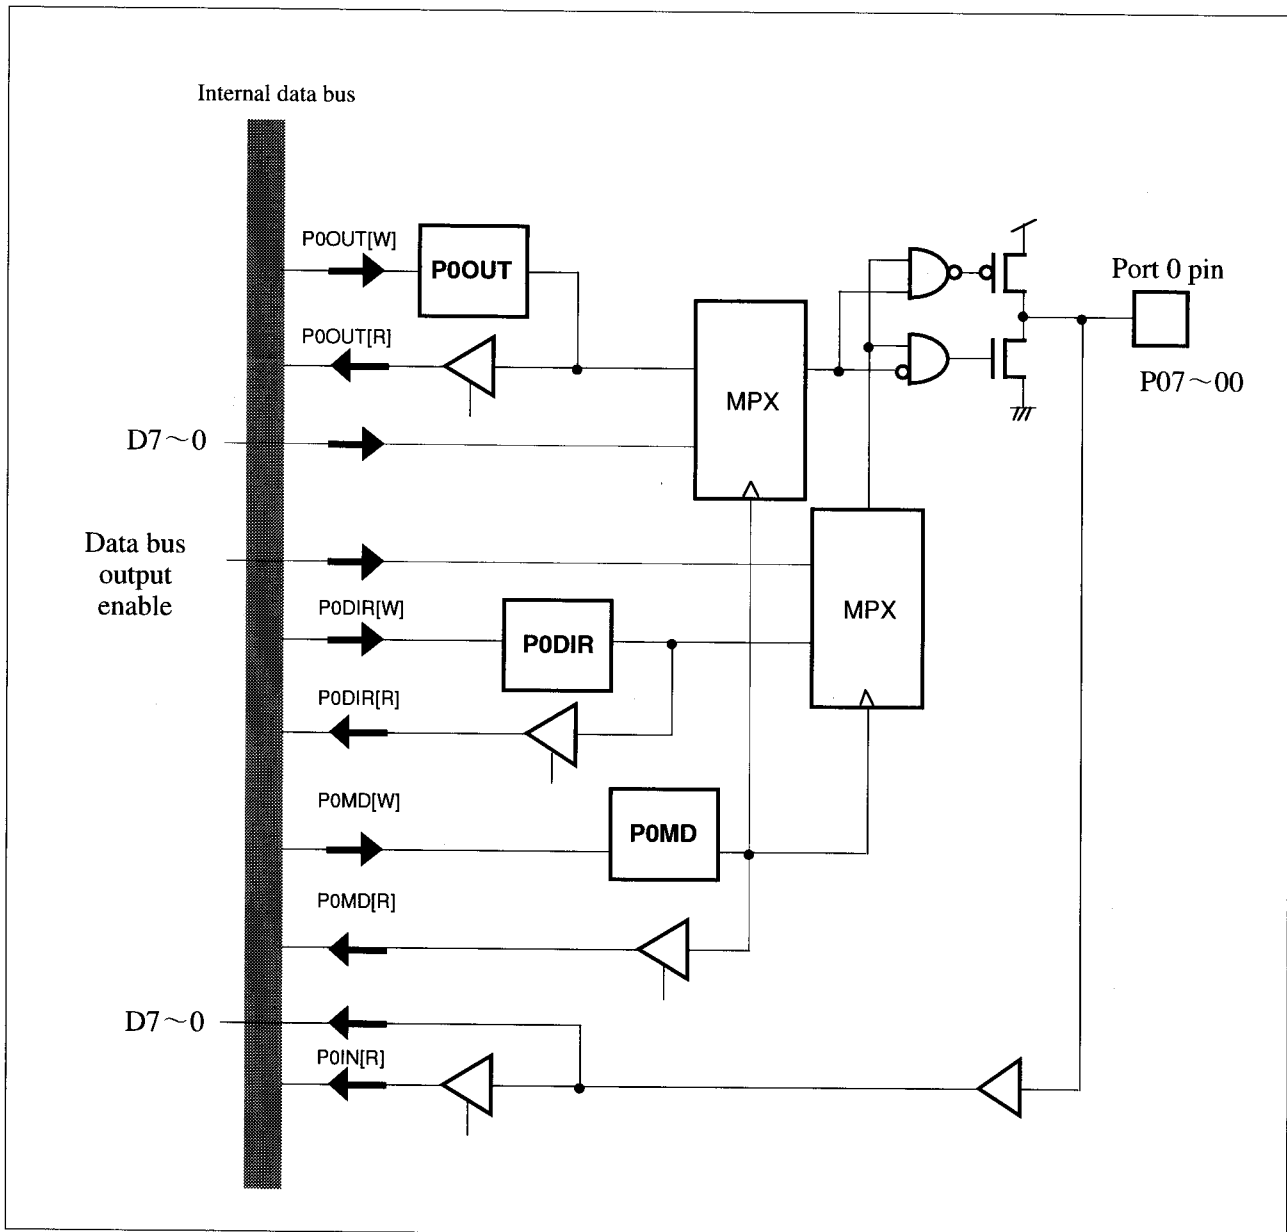 Internal data bus
P0OUT[W]
P0OUT
Port 0 pin
P0OUT[R]
P07~00
MPX
D7~0
Data bus
output
enable
P0DIR[W]
MPX
P0DIR
P0DIR[R]
P0MD[W]
P0MD
P0MD[R]
D7~0
P0IN[R]